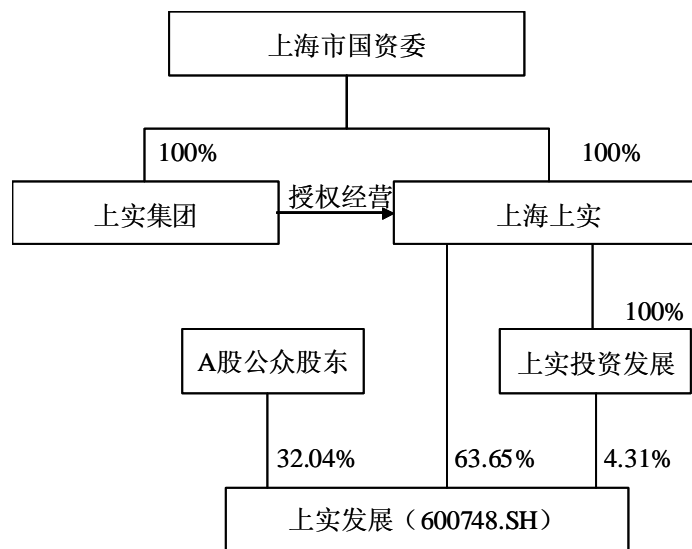 上海市国资委
100%
100%
上实集团
授权经营
上海上实
100%
A股公众股东
上实投资发展
32.04%
63.65%
4.31%
上实发展（600748.SH）